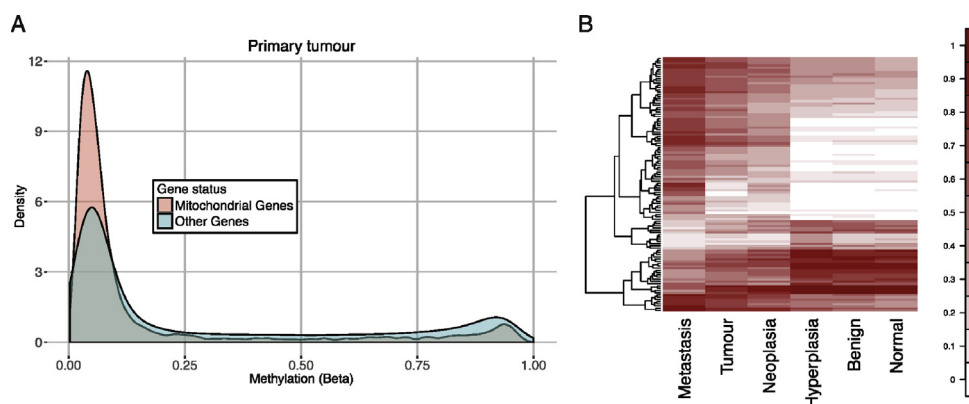 A
Primary tumour
12
9
6
3
0
Density
Gene status
Mitochondrial Genes
Other Genes
0.00
0.25
0.50
0.75
1.00
Methylation (Beta)
B
Metastasis
Tumour
Neoplasia
Hyperplasia
Benign
Normal
1
0.9
0.8
0.7
0.6
0.5
0.4
0.3
0.2
0.1
0